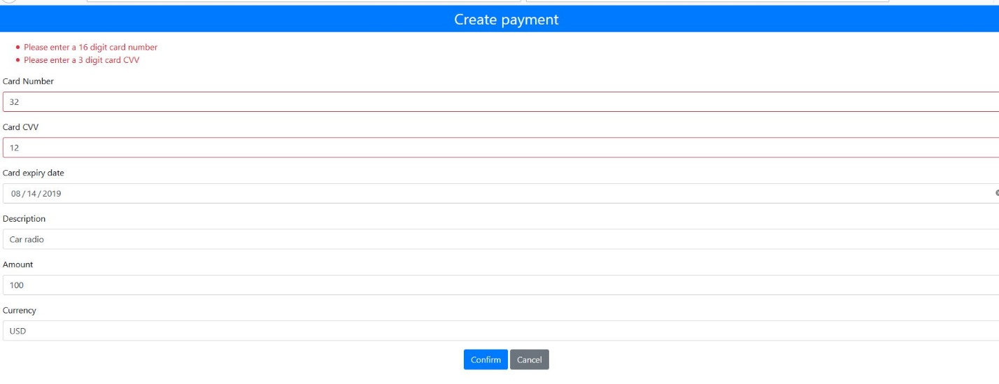 Create payment
Please enter a 16 digit card number
Please enter a 3 digit card CVV
Card Number
32
Card CVV
12
Card expiry date
08 / 14 / 2019
Description
Car radio
Amount
100
Currency
USD
Confirm Cancel